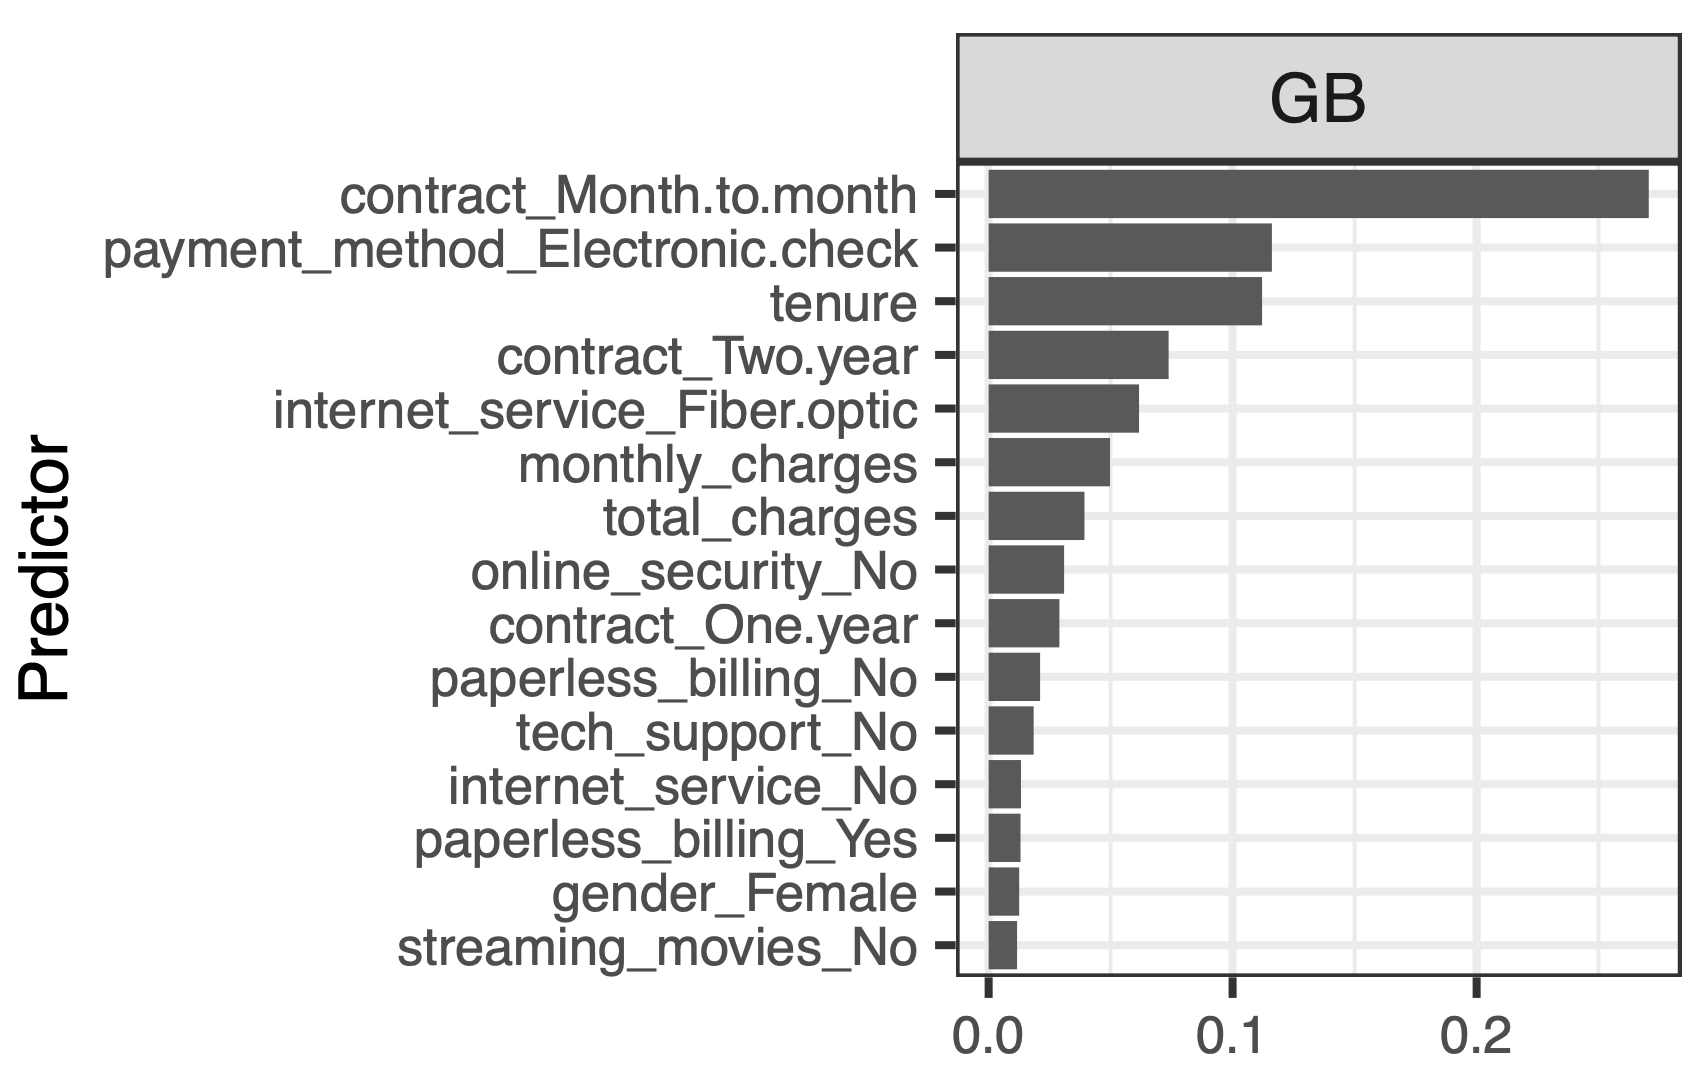 GB
Predictor
contract_Month.to.month
payment_method_Electronic.check
tenure
contract_Two.year
internet_service_Fiber.optic
monthly_charges
total_charges
online_security_No
contract_One.year
paperless_billing_No
tech_support_No
internet_service_No
paperless_billing_Yes
gender_Female
streaming_movies_No
0.0 0.1 0.2